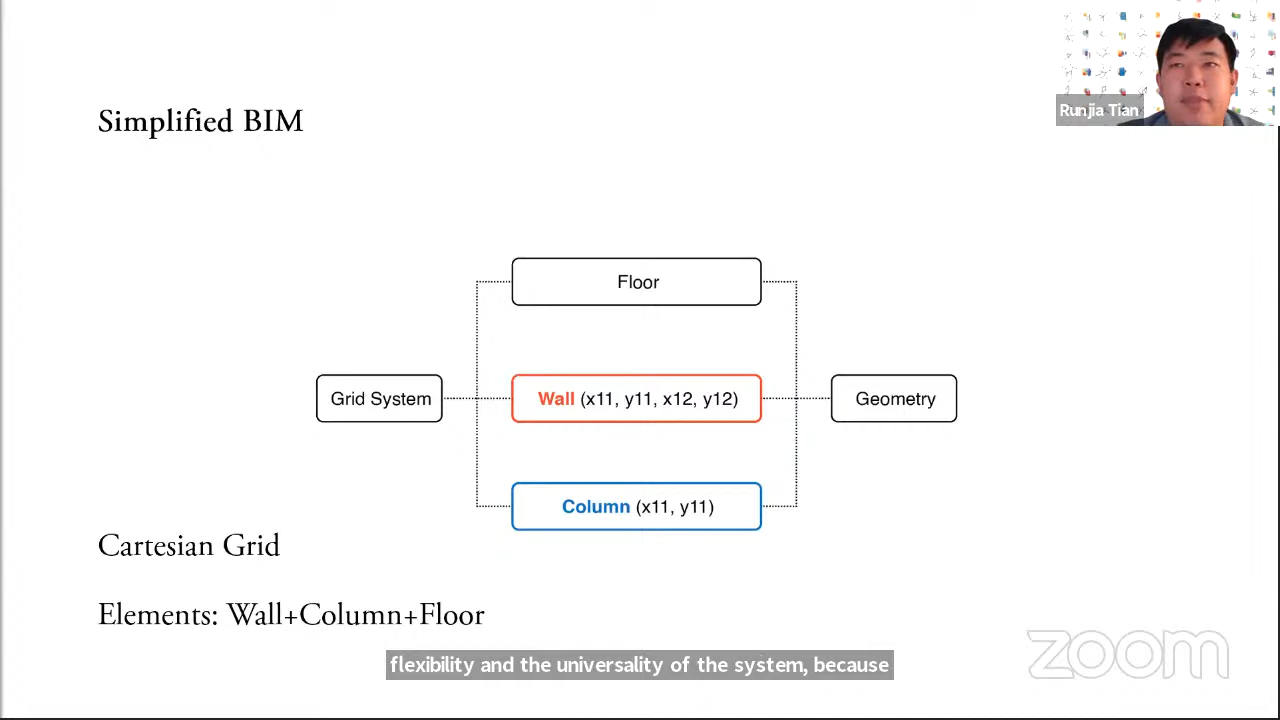 Simplified BIM
Runjia Tian
Floor
Grid System
Wall (x11, y11, x12, y12)
Geometry
Column (x11, y11)
Cartesian Grid
Elements: Wall+Column+Floor
flexibility and the universality of the system, because
zoom